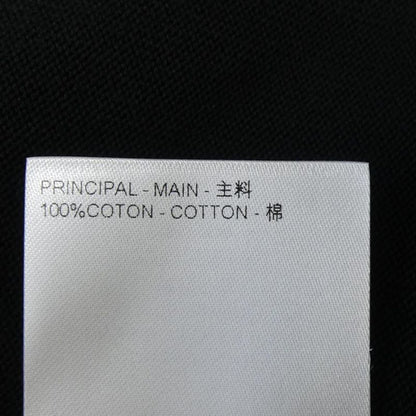 PRINCIPAL - MAIN - 主料
100%COTON - COTTON - 棉